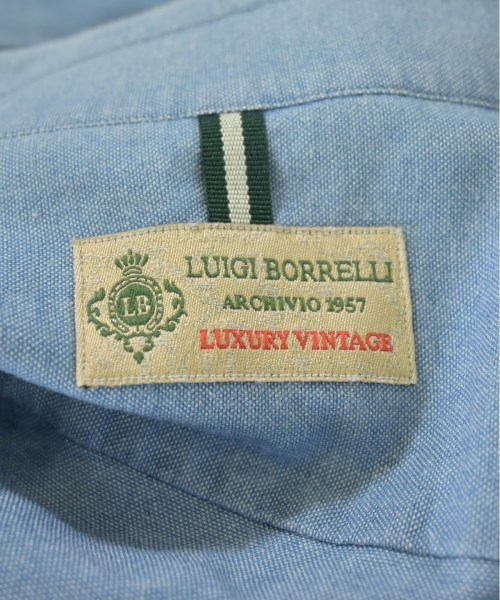 LB
LUIGI BORRELLI
ARCHIVIO 1957
LUXURY VINTAGE